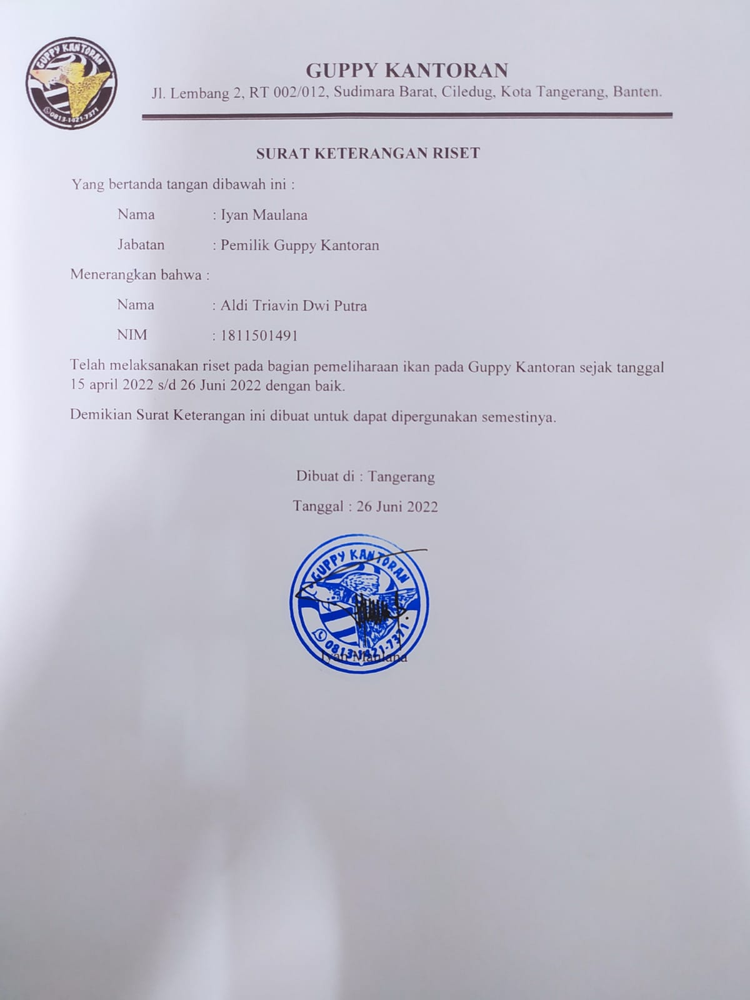 GUPPY KANTORAN
0813-1421-7371
GUPPY KANTORAN
Jl. Lembang 2, RT 002/012, Sudimara Barat, Ciledug, Kota Tangerang, Banten.
SURAT KETERANGAN RISET
Yang bertanda tangan dibawah ini :
Nama : Iyan Maulana
Jabatan : Pemilik Guppy Kantoran
Menerangkan bahwa :
Nama : Aldi Triavin Dwi Putra
NIM : 1811501491
Telah melaksanakan riset pada bagian pemeliharaan ikan pada Guppy Kantoran sejak tanggal
15 april 2022 s/d 26 Juni 2022 dengan baik.
Demikian Surat Keterangan ini dibuat untuk dapat dipergunakan semestinya.
Dibuat di : Tangerang
Tanggal : 26 Juni 2022
GUPPY KANTORAN
0813-1421-7371
Iyan Maulana